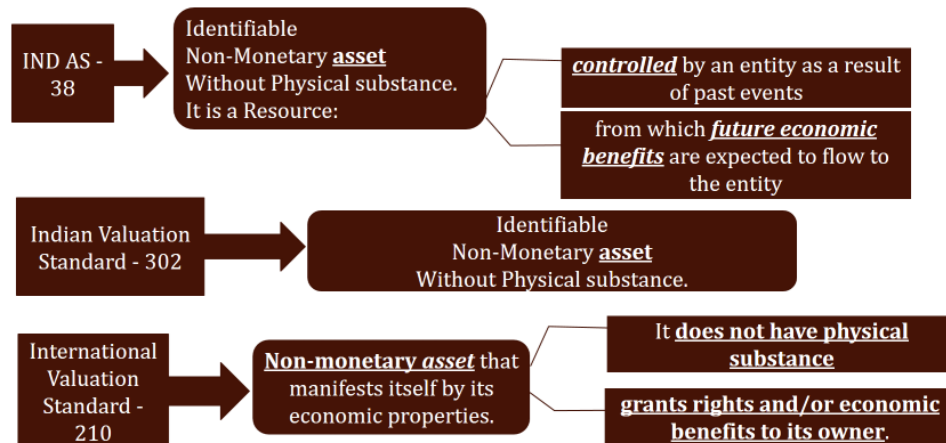 IND AS -
38
Identifiable
Non-Monetary asset
Without Physical substance.
It is a Resource:
controlled by an entity as a result
of past events
from which future economic
benefits are expected to flow to
the entity
Indian Valuation
Standard - 302
Identifiable
Non-Monetary asset
Without Physical substance.
International
Valuation
Standard -
210
Non-monetary asset that
manifests itself by its
economic properties.
It does not have physical
substance
grants rights and/or economic
benefits to its owner.